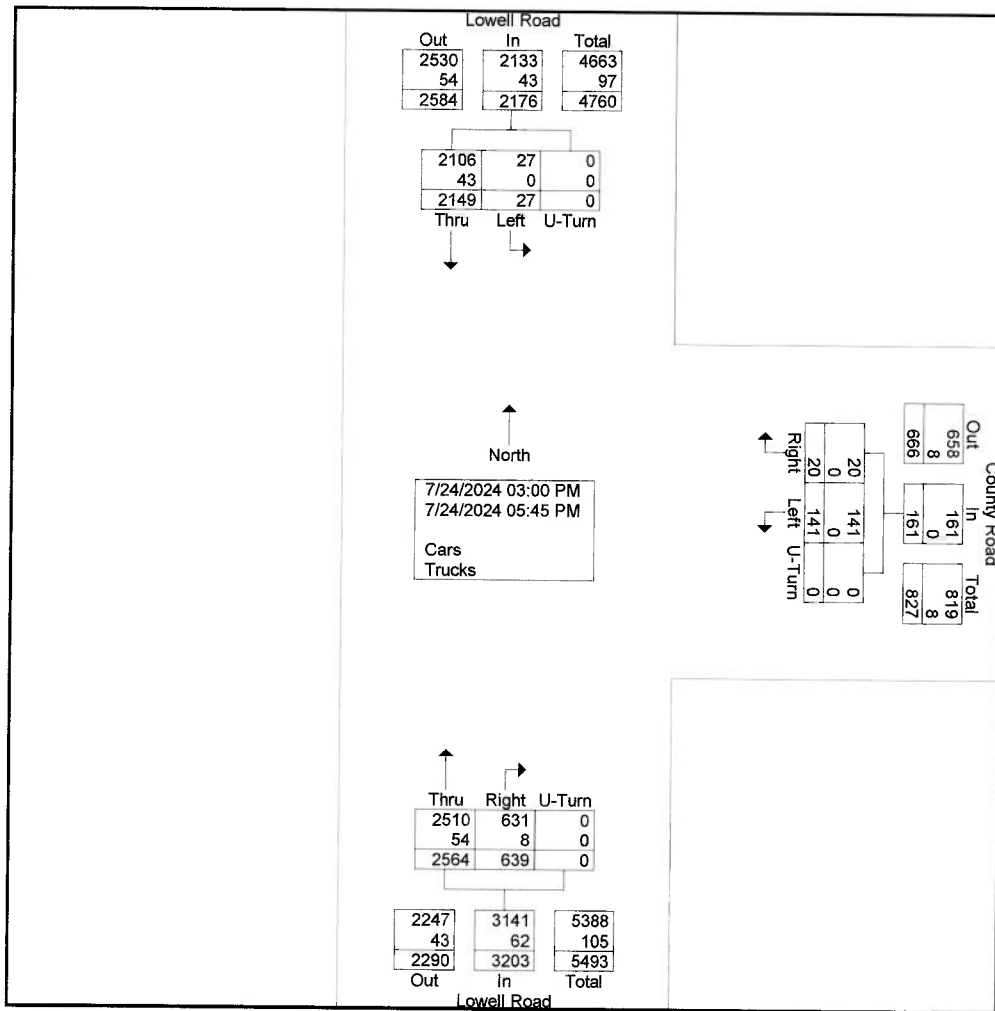 Lowell Road
Out In Total
2530 2133 4663
54 43 97
2584 2176 4760
2106 27 0
43 0 0
2149 27 0
Thru Left U-Turn
North
7/24/2024 03:00 PM
7/24/2024 05:45 PM
Cars
Trucks
County Road
Out In Total
658 161 819
8 0 8
666 161 827
20 141 0
0 0 0
20 141 0
Right Left U-Turn
Thru Right U-Turn
2510 631 0
54 8 0
2564 639 0
2247 3141 5388
43 62 105
2290 3203 5493
Out In Total
Lowell Road